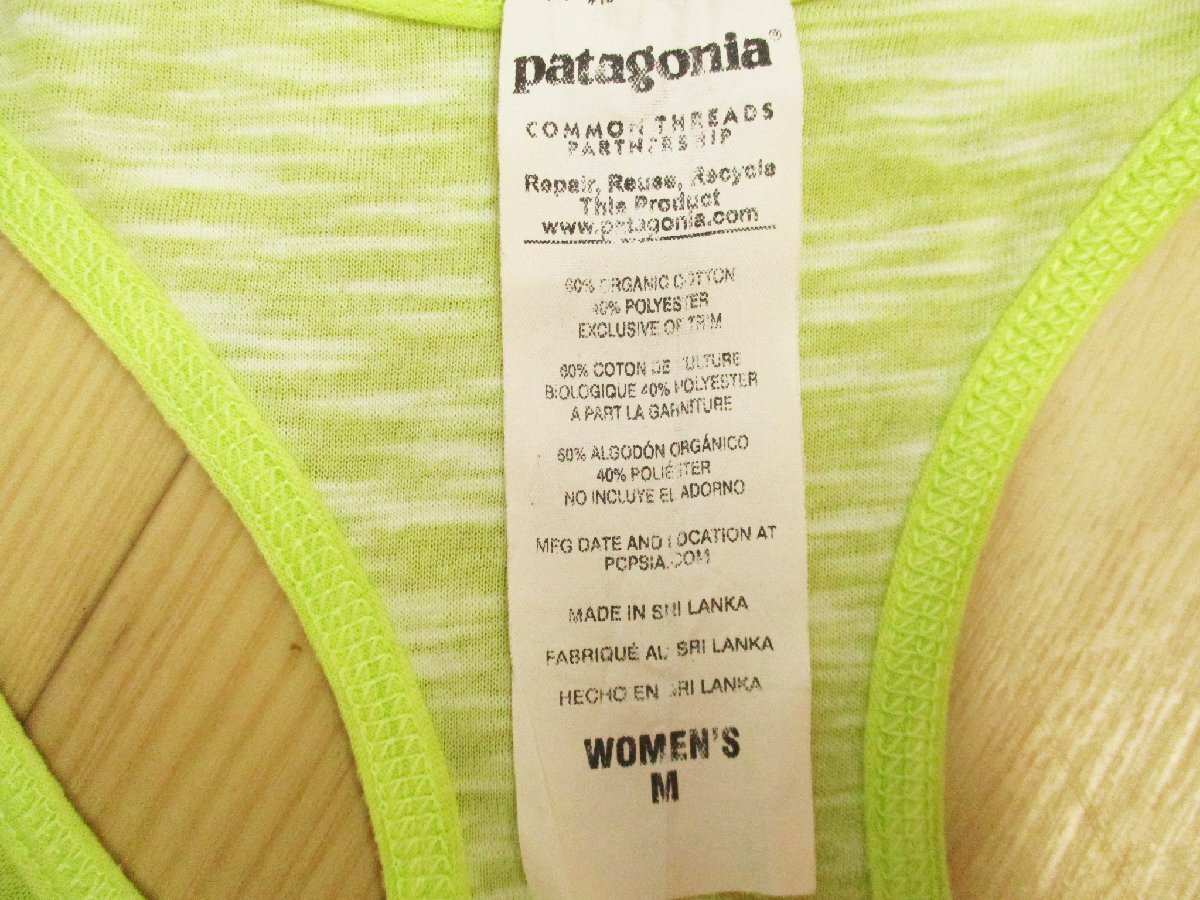 patagonia®
COMMON THREADS
PARTNERSHIP
Repair, Reuse, Recycle
This Product
www.patagonia.com
60% ORGANIC COTTON
40% POLYESTER
EXCLUSIVE OF TRIM
60% COTON DE CULTURE
BIOLOGIQUE 40% POLYESTER
A PART LA GARNITURE
60% ALGODÓN ORGÁNICO
40% POLIÉSTER
NO INCLUYE EL ADORNO
MFG DATE AND LOCATION AT
PCPSIA.COM
MADE IN SRI LANKA
FABRIQUÉ AU SRI LANKA
HECHO EN SRI LANKA
WOMEN'S
M